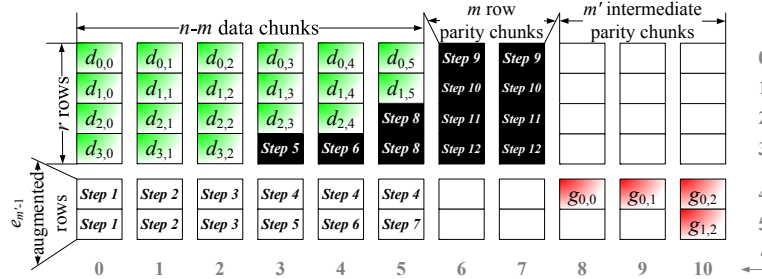 n-m data chunks
m row parity chunks
m′ intermediate parity chunks
r rows
d0,0 d0,1 d0,2 d0,3 d0,4 d0,5 Step 9 Step 9 0
d1,0 d1,1 d1,2 d1,3 d1,4 d1,5 Step 10 Step 10 1
d2,0 d2,1 d2,2 d2,3 d2,4 Step 8 Step 11 Step 11 2
d3,0 d3,1 d3,2 Step 5 Step 6 Step 8 Step 12 Step 12 3
em′-1 augmented rows
Step 1 Step 2 Step 3 Step 4 Step 4 Step 4 g0,0 g0,1 g0,2 4
Step 1 Step 2 Step 3 Step 5 Step 6 Step 7 g1,2 5
0 1 2 3 4 5 6 7 8 9 10